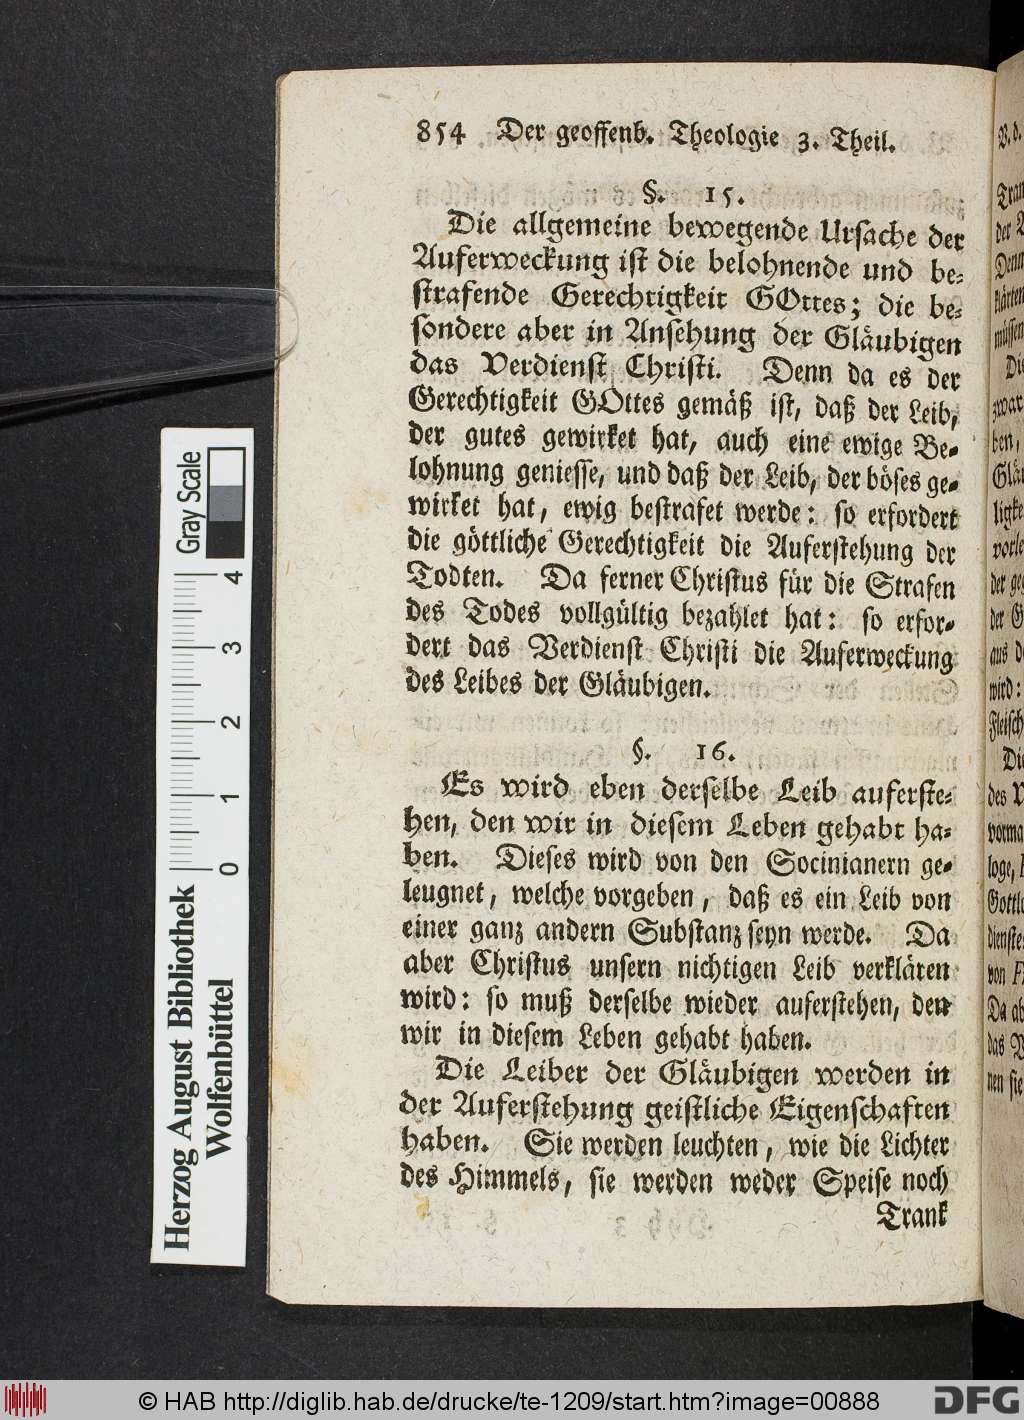 854 Der geoffenb. Theologie 3. Theil.
§. 15.
Die allgemeine bewegende Ursache der
Auferweckung ist die belohnende und be-
strafende Gerechtigkeit GOttes; die be-
sondere aber in Ansehung der Gläubigen
das Verdienst Christi. Denn da es der
Gerechtigkeit GOttes gemäß ist, daß der Leib,
der gutes gewirket hat, auch eine ewige Be-
lohnung geniesse, und daß der Leib, der böses ge-
wirket hat, ewig bestrafet werde: so erfordert
die göttliche Gerechtigkeit die Auferstehung der
Todten. Da ferner Christus für die Strafen
des Todes vollgültig bezahlet hat: so erfor-
dert das Verdienst Christi die Auferweckung
des Leibes der Gläubigen.
§. 16.
Es wird eben derselbe Leib auferste-
hen, den wir in diesem Leben gehabt ha-
ben. Dieses wird von den Socinianern ge-
leugnet, welche vorgeben, daß es ein Leib von
einer ganz andern Substanz seyn werde. Da
aber Christus unsern nichtigen Leib verklären
wird: so muß derselbe wieder auferstehen, den
wir in diesem Leben gehabt haben.
Die Leiber der Gläubigen werden in
der Auferstehung geistliche Eigenschaften
haben. Sie werden leuchten, wie die Lichter
des Himmels, sie werden weder Speise noch
Trank
Herzog August Bibliothek
Wolfenbüttel
0 1 2 3 4
Gray Scale
© HAB http://diglib.hab.de/drucke/te-1209/start.htm?image=00888
DFG